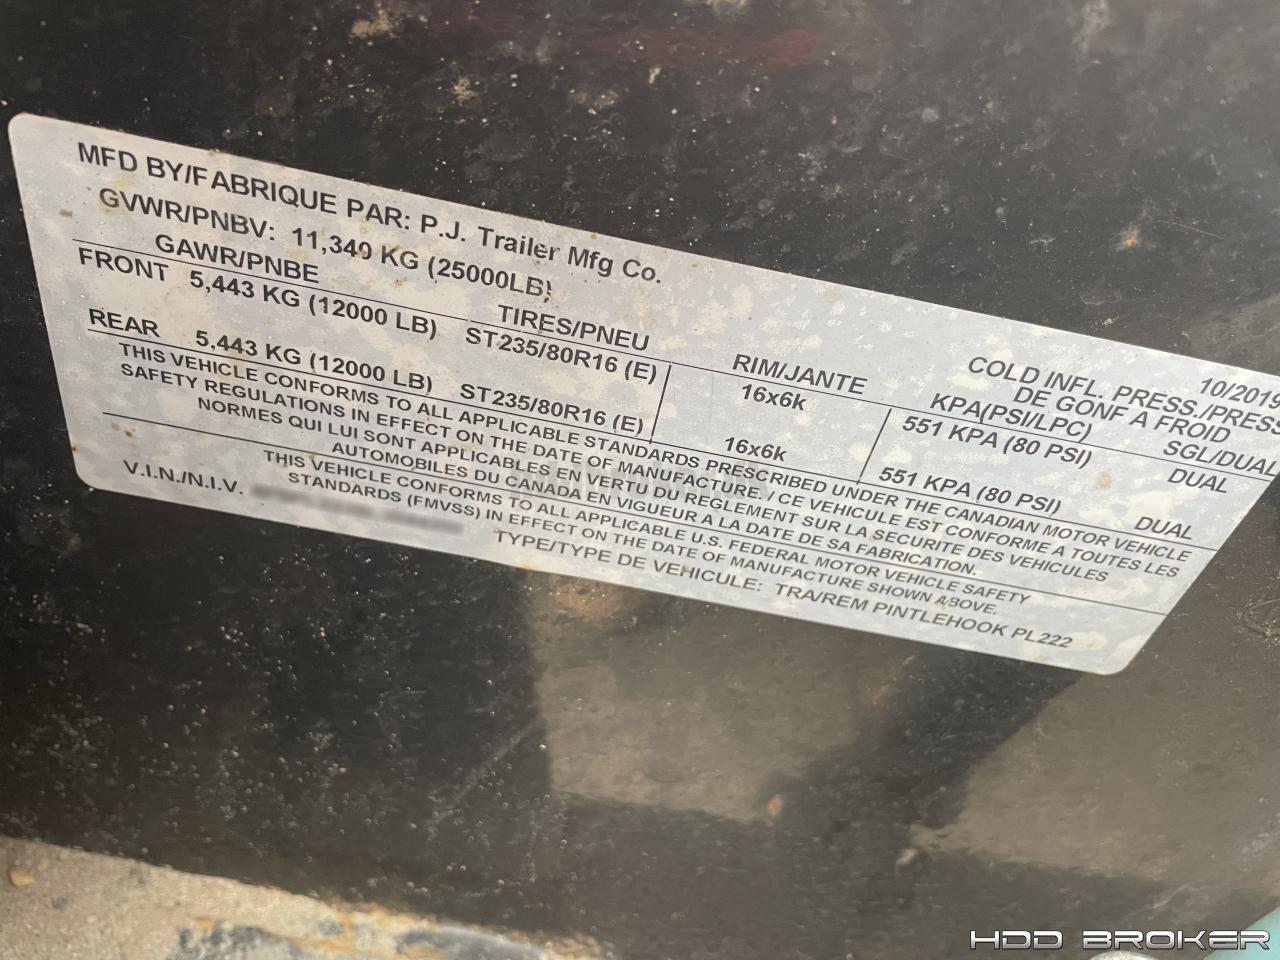 MFD BY/FABRIQUE PAR: P.J. Trailer Mfg Co.
10/2019
GVWR/PNBV: 11,340 KG (25000LB)
GAWR/PNBE TIRES/PNEU RIM/JANTE COLD INFL. PRESS./PRESS
DE GONF A FROID
KPA(PSI/LPC) SGL/DUAL
FRONT 5,443 KG (12000 LB) ST235/80R16 (E) 16x6k 551 KPA (80 PSI) DUAL
REAR 5,443 KG (12000 LB) ST235/80R16 (E) 16x6k 551 KPA (80 PSI) DUAL
THIS VEHICLE CONFORMS TO ALL APPLICABLE STANDARDS PRESCRIBED UNDER THE CANADIAN MOTOR VEHICLE
SAFETY REGULATIONS IN EFFECT ON THE DATE OF MANUFACTURE. / CE VEHICULE EST CONFORME A TOUTES LES
NORMES QUI LUI SONT APPLICABLES EN VERTU DU REGLEMENT SUR LA SECURITE DES VEHICULES
AUTOMOBILES DU CANADA EN VIGUEUR A LA DATE DE SA FABRICATION.
THIS VEHICLE CONFORMS TO ALL APPLICABLE U.S. FEDERAL MOTOR VEHICLE SAFETY
STANDARDS (FMVSS) IN EFFECT ON THE DATE OF MANUFACTURE SHOWN ABOVE.
V.I.N./N.I.V.
TYPE/TYPE DE VEHICULE: TRA/REM PINTLEHOOK PL222
HDD BROKER